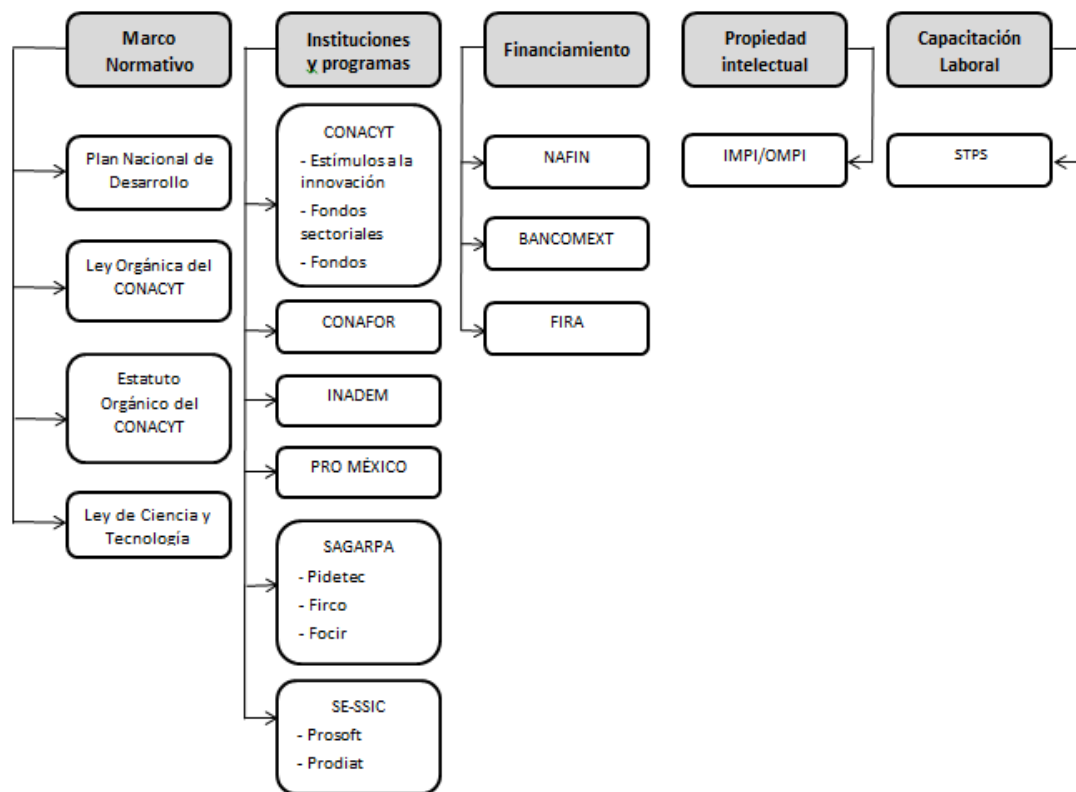 Marco
Normativo
Plan Nacional de
Desarrollo
Ley Orgánica del
CONACYT
Estatuto
Orgánico del
CONACYT
Ley de Ciencia y
Tecnología
Instituciones
y programas
CONACYT
- Estímulos a la
innovación
- Fondos
sectoriales
- Fondos
CONAFOR
INADEM
PRO MÉXICO
SAGARPA
- Pidetec
- Firco
- Focir
SE-SSIC
- Prosoft
- Prodiat
Financiamiento
NAFIN
BANCOMEXT
FIRA
Propiedad
intelectual
IMPI/OMPI
Capacitación
Laboral
STPS